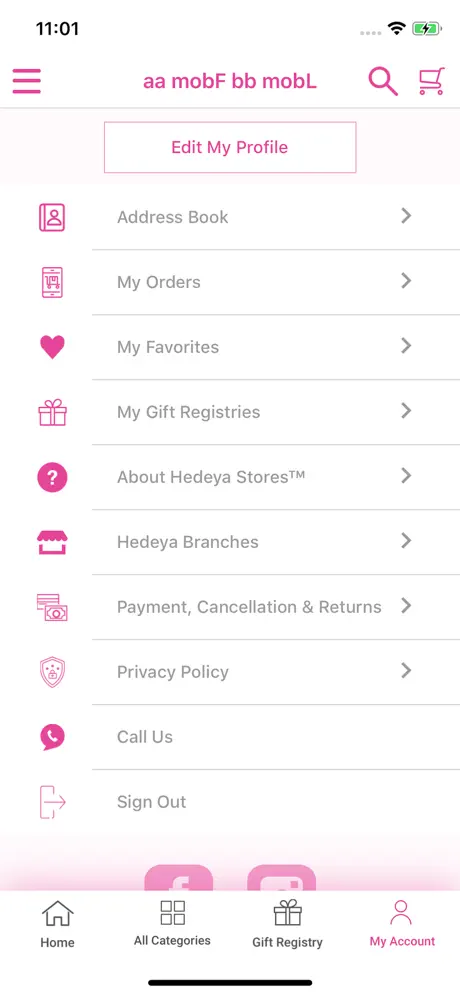 11:01
aa mobF bb mobL
Edit My Profile
Address Book
My Orders
My Favorites
My Gift Registries
?
About Hedeya Stores™
Hedeya Branches
Payment, Cancellation & Returns
Privacy Policy
Call Us
Sign Out
f
Home
All Categories
Gift Registry
My Account